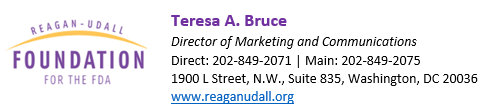 REAGAN-UDALL
FOUNDATION
FOR THE FDA
Teresa A. Bruce
Director of Marketing and Communications
Direct: 202-849-2071 | Main: 202-849-2075
1900 L Street, N.W., Suite 835, Washington, DC 20036
www.reaganudall.org